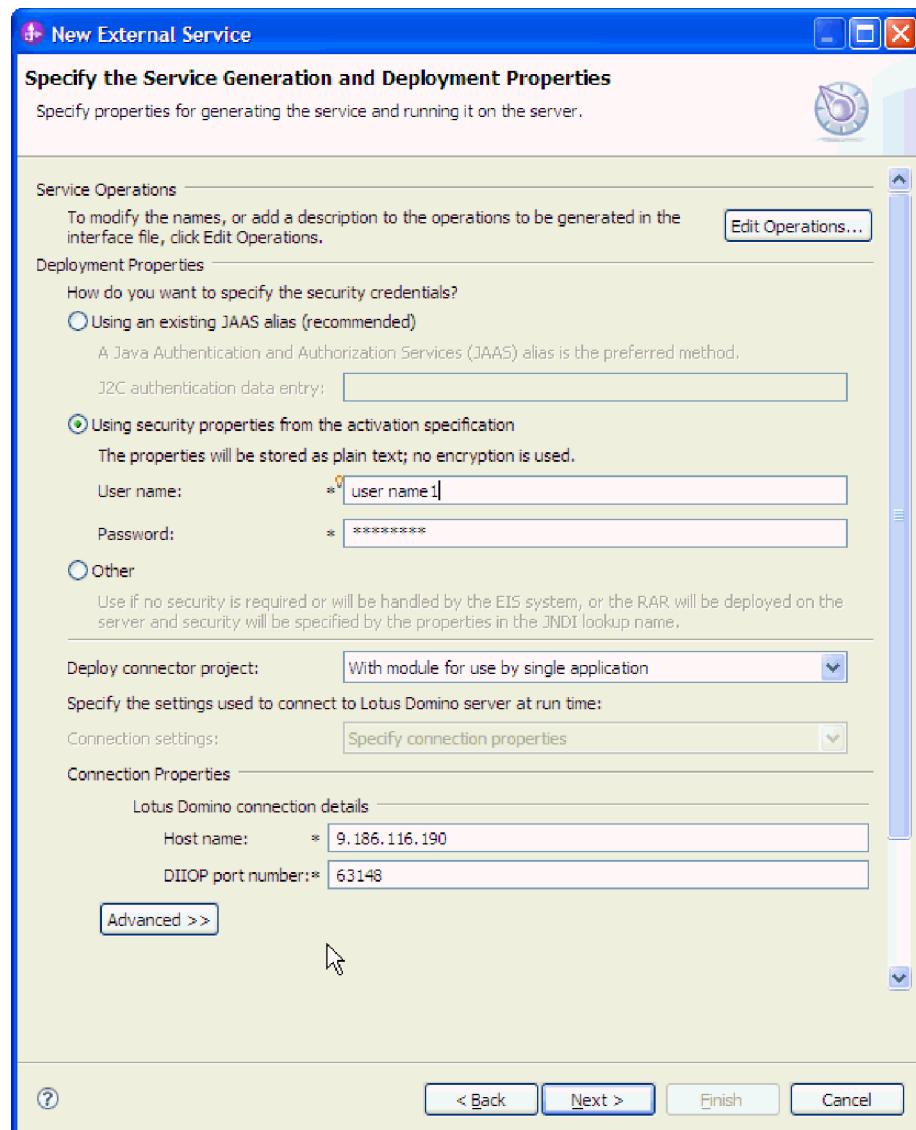 New External Service
Specify the Service Generation and Deployment Properties
Specify properties for generating the service and running it on the server.
Service Operations
To modify the names, or add a description to the operations to be generated in the
interface file, click Edit Operations.
Edit Operations...
Deployment Properties
How do you want to specify the security credentials?
Using an existing JAAS alias (recommended)
A Java Authentication and Authorization Services (JAAS) alias is the preferred method.
J2C authentication data entry:
Using security properties from the activation specification
The properties will be stored as plain text; no encryption is used.
User name: * user name1
Password: * ********
Other
Use if no security is required or will be handled by the EIS system, or the RAR will be deployed on the
server and security will be specified by the properties in the JNDI lookup name.
Deploy connector project: With module for use by single application
Specify the settings used to connect to Lotus Domino server at run time:
Connection settings: Specify connection properties
Connection Properties
Lotus Domino connection details
Host name: * 9.186.116.190
DIIOP port number:* 63148
Advanced >>
? < Back Next > Finish Cancel